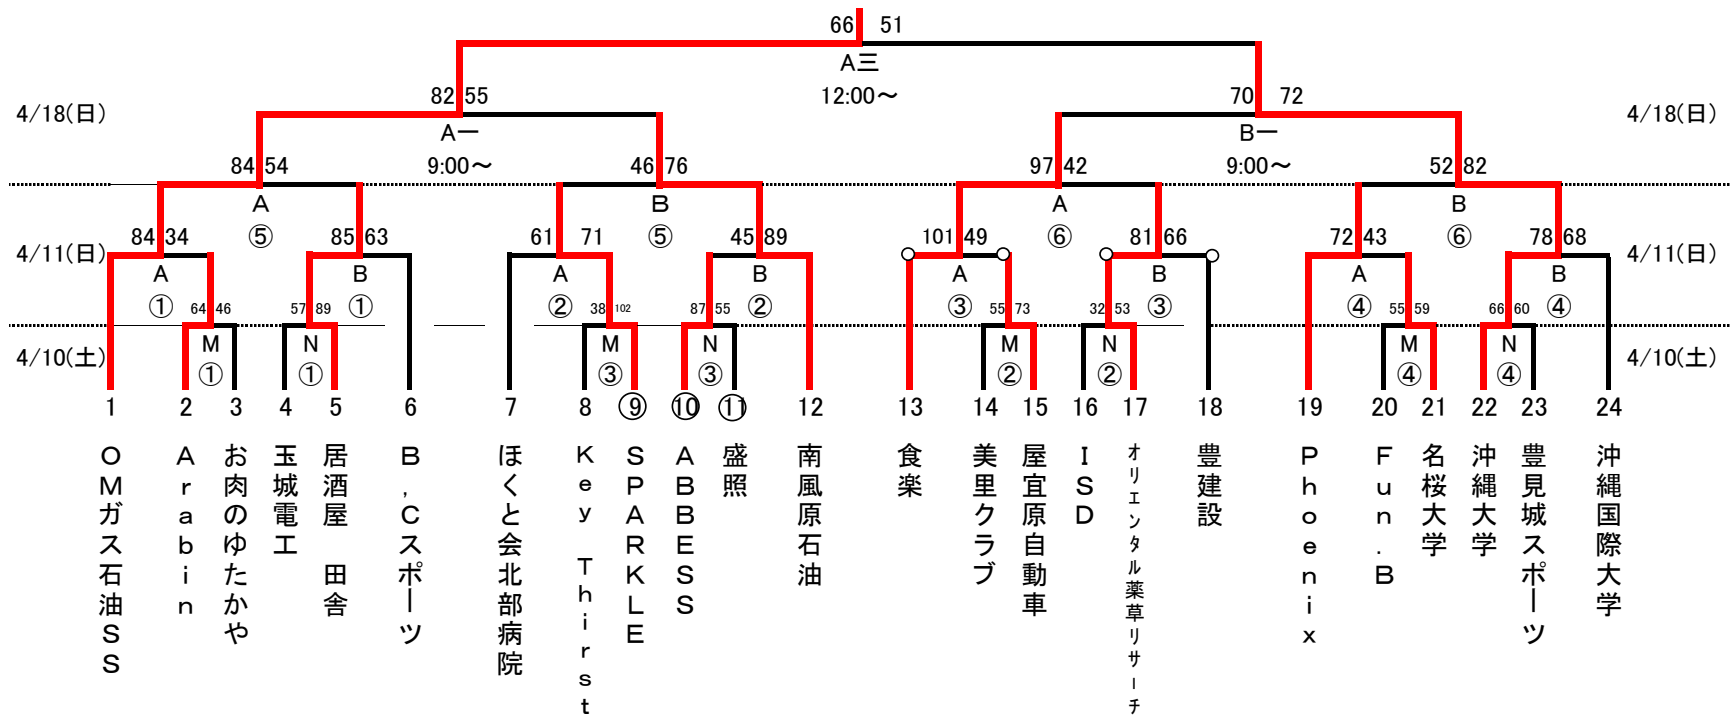 66 51
A三
12:00～
4/18(日) 82 55 70 72 4/18(日)
A一 B一
84 54 9:00～ 46 76 97 42 9:00～ 52 82
A B A B
⑤ ⑤ ⑥ ⑥
4/11(日) 84 34 85 63 61 71 45 89 101 49 81 66 72 43 78 68 4/11(日)
A B A B A B A B
① ① ② ② ③ ③ ④ ④
64 46 57 89 38 102 87 55 55 73 32 53 55 59 66 60
4/10(土) M N M N M N M N 4/10(土)
① ① ③ ③ ② ② ④ ④
1 2 3 4 5 6 7 8 ⑨ ⑩ ⑪ 12 13 14 15 16 17 18 19 20 21 22 23 24
OMガス石油SS
Arabin
お肉のゆたかや
玉城電工
居酒屋 田舎
B,Cスポーツ
ほくと会北部病院
Key Thirst
SPARKLE
ABBESS
盛照
南風原石油
食楽
美里クラブ
屋宜原自動車
ISD
オリエンタル薬草リサーチ
豊建設
Phoenix
Fun.B
名桜大学
沖縄大学
豊見城スポーツ
沖縄国際大学